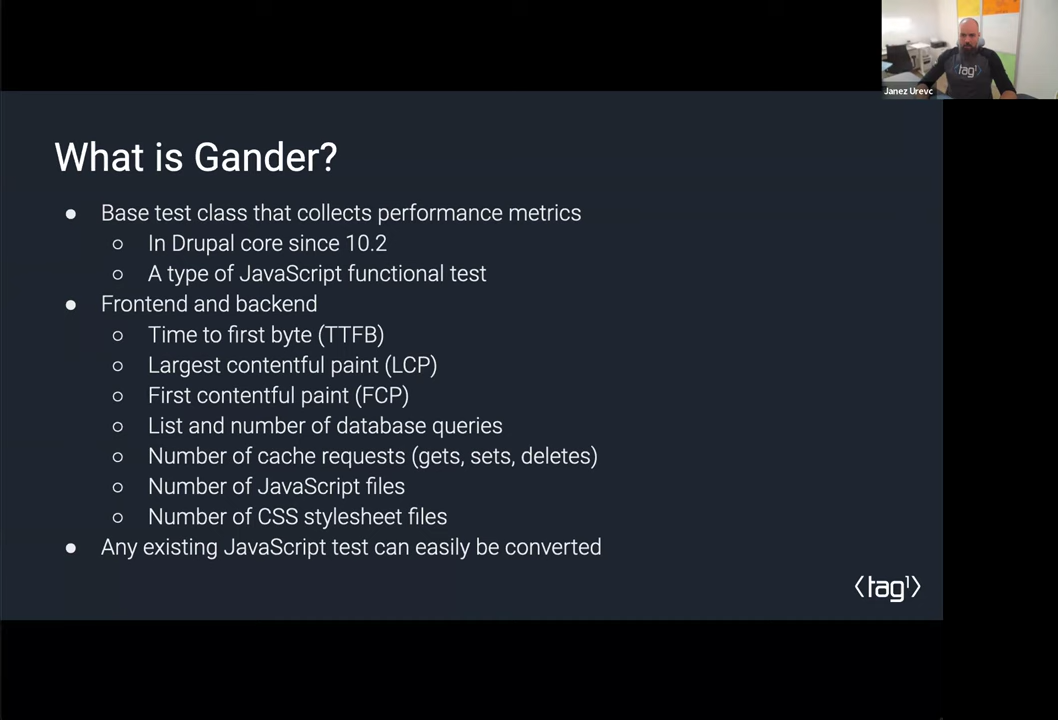 tag1
Janez Urevc
What is Gander?
● Base test class that collects performance metrics
○ In Drupal core since 10.2
○ A type of JavaScript functional test
● Frontend and backend
○ Time to first byte (TTFB)
○ Largest contentful paint (LCP)
○ First contentful paint (FCP)
○ List and number of database queries
○ Number of cache requests (gets, sets, deletes)
○ Number of JavaScript files
○ Number of CSS stylesheet files
● Any existing JavaScript test can easily be converted
⟨tag1⟩